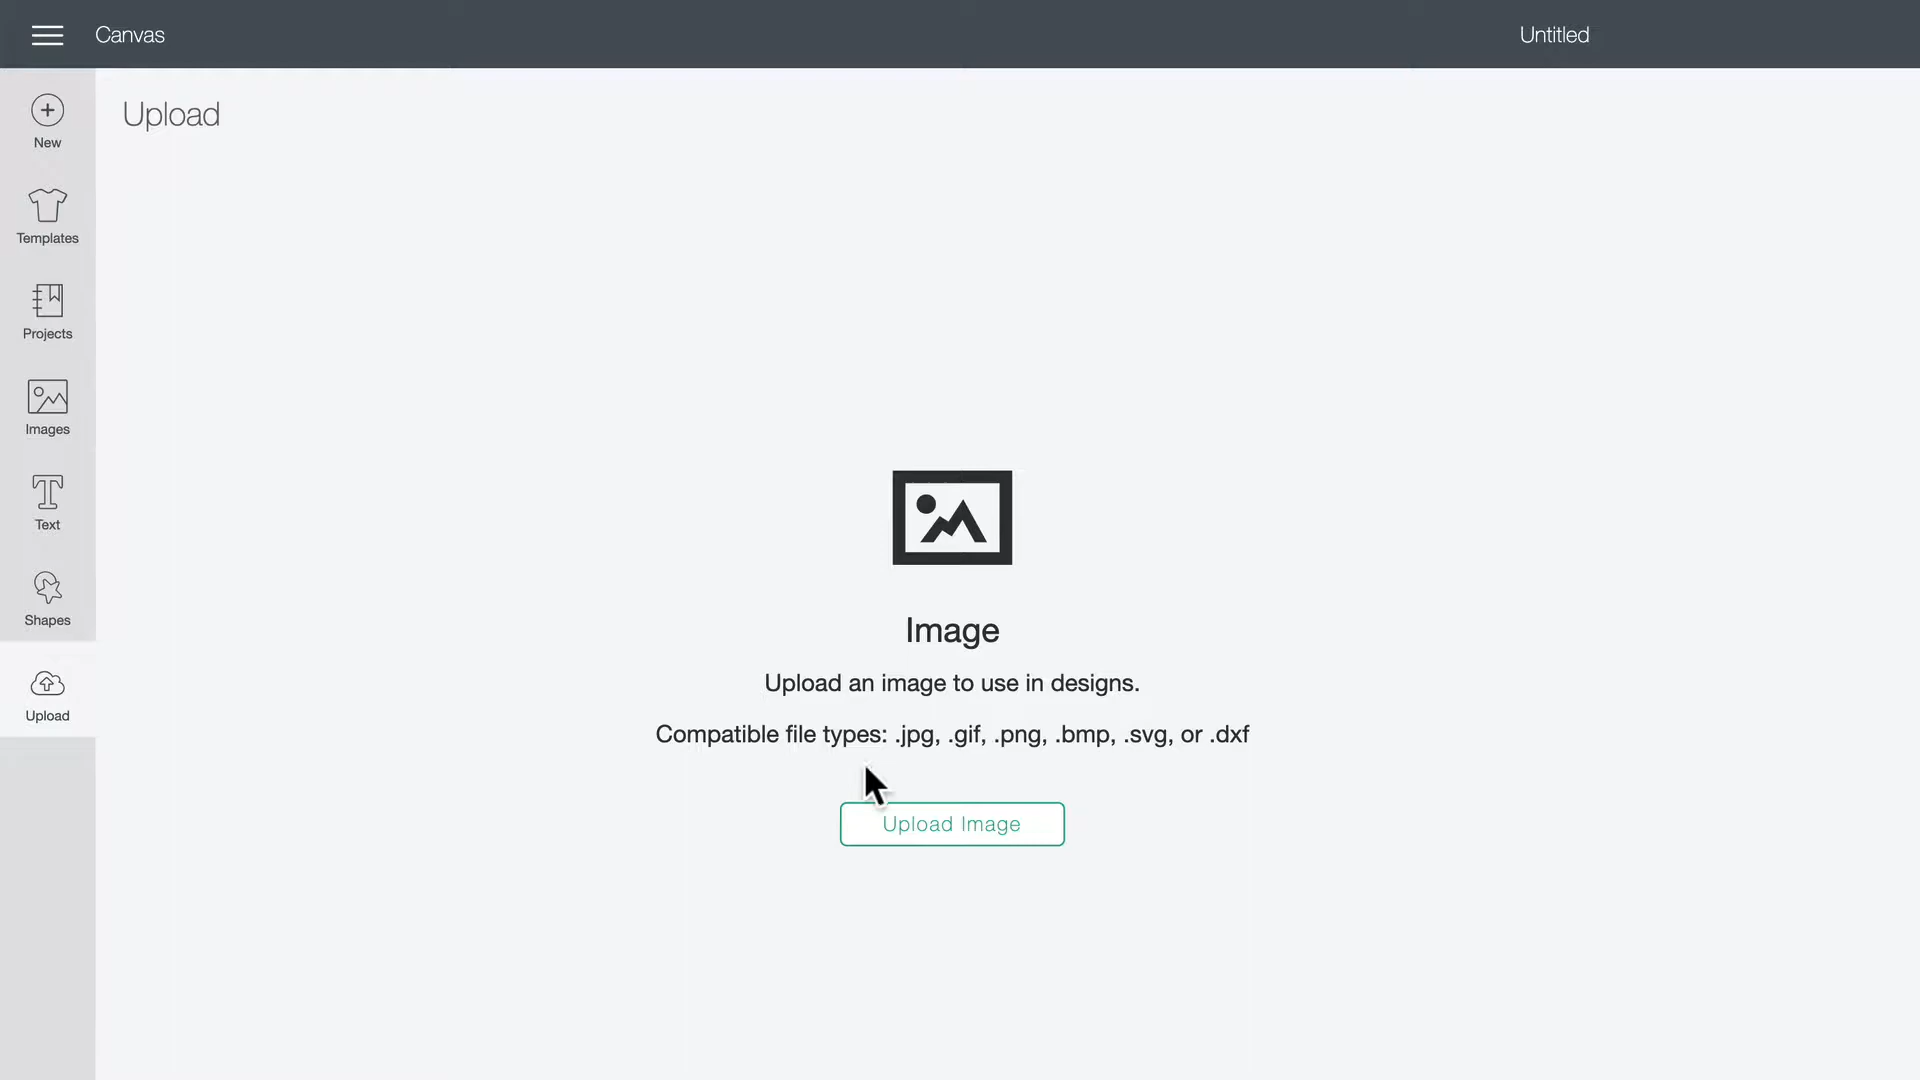 Canvas
Untitled
New
Templates
Projects
Images
Text
Shapes
Upload
Upload
Image
Upload an image to use in designs.
Compatible file types: .jpg, .gif, .png, .bmp, .svg, or .dxf
Upload Image